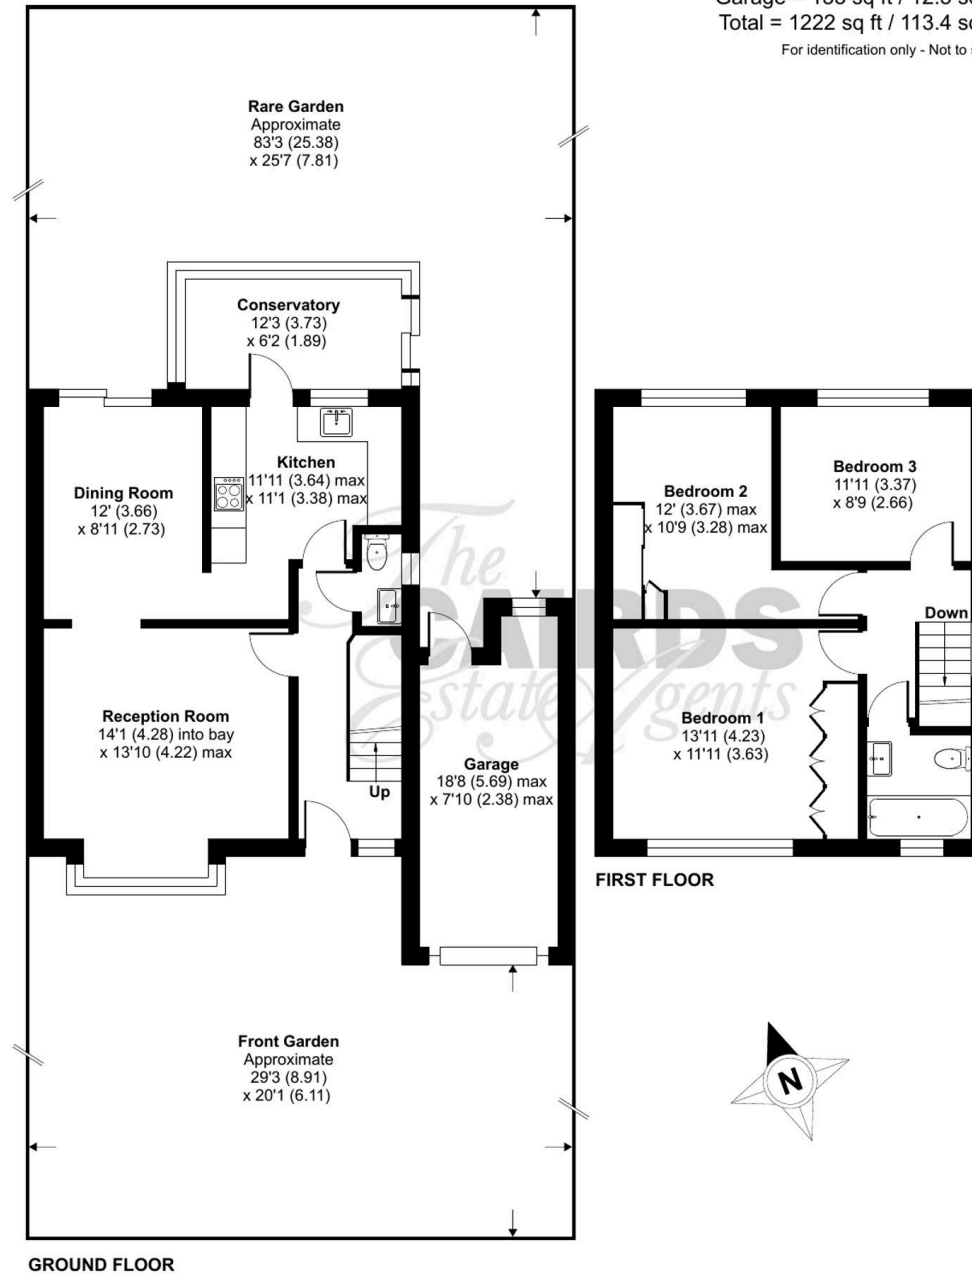 Total = 1222 sq ft / 113.4 sq
For identification only - Not to
Rare Garden
Approximate
83'3 (25.38)
x 25'7 (7.81)
Conservatory
12'3 (3.73)
x 6'2 (1.89)
Kitchen
11'11 (3.64) max
x 11'1 (3.38) max
Dining Room
12' (3.66)
x 8'11 (2.73)
Bedroom 2
12' (3.67) max
x 10'9 (3.28) max
Bedroom 3
11'11 (3.37)
x 8'9 (2.66)
Down
The
CAIRDS
Estate Agents
Reception Room
14'1 (4.28) into bay
x 13'10 (4.22) max
Up
Garage
18'8 (5.69) max
x 7'10 (2.38) max
Bedroom 1
13'11 (4.23)
x 11'11 (3.63)
FIRST FLOOR
Front Garden
Approximate
29'3 (8.91)
x 20'1 (6.11)
N
GROUND FLOOR